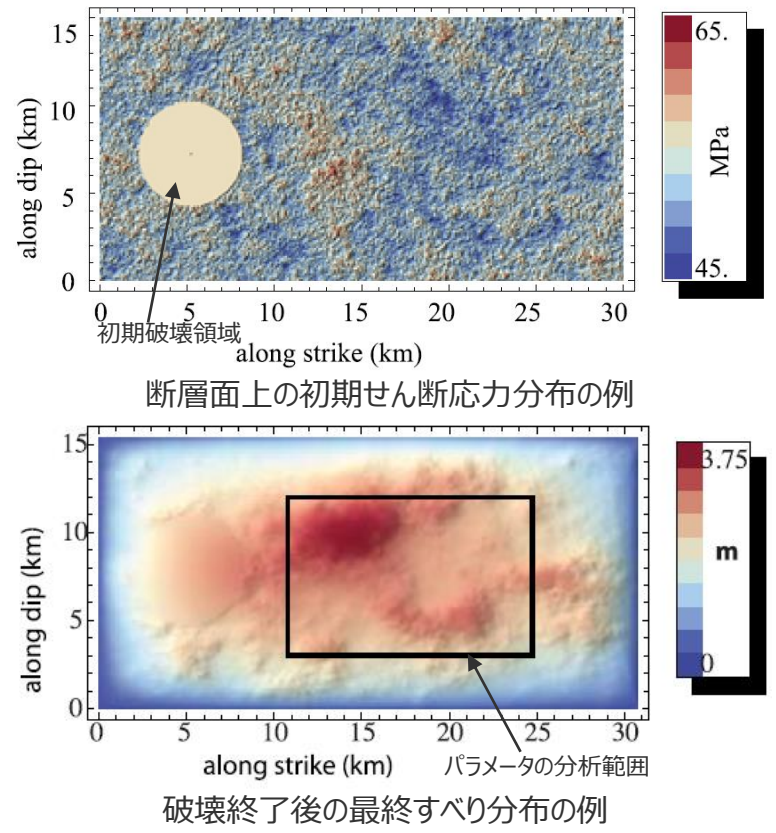 15
10
5
0
along dip (km)
初期破壊領域
0
5
10
15
20
25
30
along strike (km)
65.
MPa
45.
断層面上の初期せん断応力分布の例
15
10
5
0
along dip (km)
0
5
10
15
20
25
30
along strike (km)
パラメータの分析範囲
3.75
m
0
破壊終了後の最終すべり分布の例